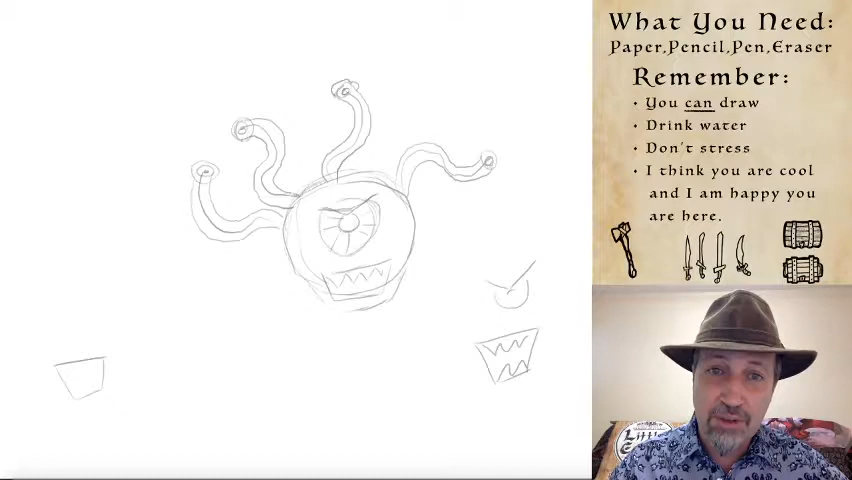 What You Need:
Paper,Pencil,Pen,Eraser
Remember:
• You can draw
• Drink water
• Don't stress
• I think you are cool
and I am happy you
are here.